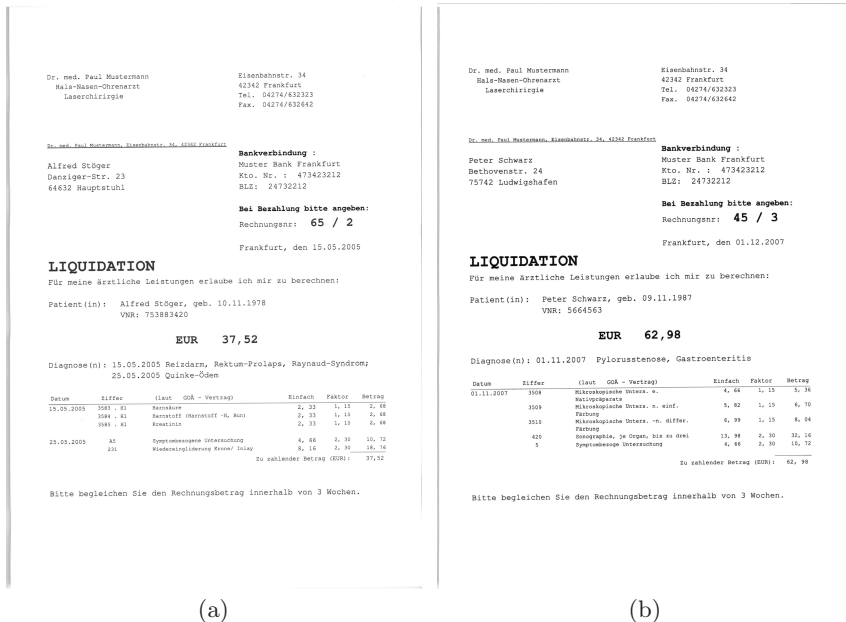 Dr. med. Paul Mustermann
Hals-Nasen-Ohrenarzt
Laserchirirgie
Eisenbahnstr. 34
42342 Frankfurt
Tel. 04274/632323
Fax. 04274/632642
Dr. med. Paul Mustermann, Eisenbahnstr. 34, 42342 Frankfurt
Alfred Stöger
Danziger-Str. 23
64632 Hauptstuhl
Bankverbindung :
Muster Bank Frankfurt
Kto. Nr. : 473423212
BLZ: 24732212
Bei Bezahlung bitte angeben:
Rechnungsnr: 65 / 2
Frankfurt, den 15.05.2005
LIQUIDATION
Für meine ärztliche Leistungen erlaube ich mir zu berechnen:
Patient(in): Alfred Stöger, geb. 10.11.1978
VNR: 753883420
EUR 37,52
Diagnose(n): 15.05.2005 Reizdarm, Rektum-Prolaps, Raynaud-Syndrom;
25.05.2005 Quinke-Ödem
Datum Ziffer (laut GOÄ - Vertrag) Einfach Faktor Betrag
15.05.2005 3583 . H1 Harnsäure 2, 33 1, 15 2, 68
3584 . H1 Harnstoff (Harnstoff -N, Bun) 2, 33 1, 15 2, 68
3585 . H1 Kreatinin 2, 33 1, 15 2, 68
25.05.2005 A5 Symptombezogene Untersuchung 4, 66 2, 30 10, 72
231 Wiedereingliderung Krone/ Inlay 8, 16 2, 30 18, 76
Zu zahlender Betrag (EUR): 37,52
Bitte begleichen Sie den Rechnungsbetrag innerhalb von 3 Wochen.
(a)
Dr. med. Paul Mustermann
Hals-Nasen-Ohrenarzt
Laserchirirgie
Eisenbahnstr. 34
42342 Frankfurt
Tel. 04274/632323
Fax. 04274/632642
Dr. med. Paul Mustermann, Eisenbahnstr. 34, 42342 Frankfurt
Peter Schwarz
Bethovenstr. 24
75742 Ludwigshafen
Bankverbindung :
Muster Bank Frankfurt
Kto. Nr. : 473423212
BLZ: 24732212
Bei Bezahlung bitte angeben:
Rechnungsnr: 45 / 3
Frankfurt, den 01.12.2007
LIQUIDATION
Für meine ärztliche Leistungen erlaube ich mir zu berechnen:
Patient(in): Peter Schwarz, geb. 09.11.1987
VNR: 5664563
EUR 62,98
Diagnose(n): 01.11.2007 Pylorusstenose, Gastroenteritis
Datum Ziffer (laut GOÄ - Vertrag) Einfach Faktor Betrag
01.11.2007 3508 Mikroskopische Unters. e. 4, 66 1, 15 5, 36
Nativpräparats
3509 Mikroskopische Unters. n. einf. 5, 82 1, 15 6, 70
Färbung
3510 Mikroskopische Unters. -n. differ. 6, 99 1, 15 8, 04
Färbung
420 Sonographie, je Organ, bis zu drei 13, 98 2, 30 32, 16
5 Symptombezoge Untersuchung 4, 66 2, 30 10, 72
Zu zahlender Betrag (EUR): 62, 98
Bitte begleichen Sie den Rechnungsbetrag innerhalb von 3 Wochen.
(b)